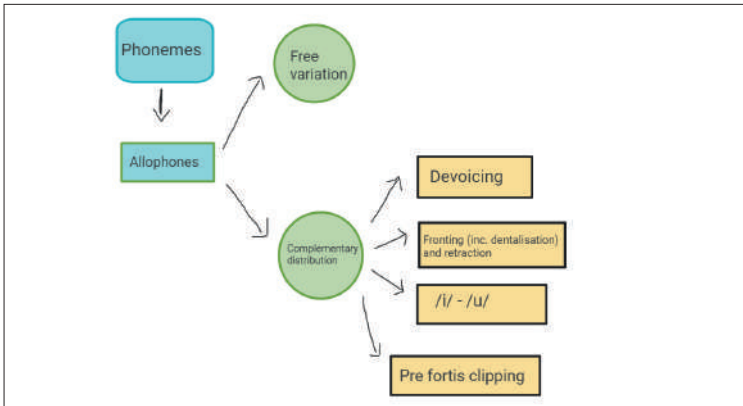 Phonemes
Free
variation
Allophones
Devoicing
Complementary
distribution
Fronting (inc. dentalisation)
and retraction
/i/ - /u/
Pre fortis clipping